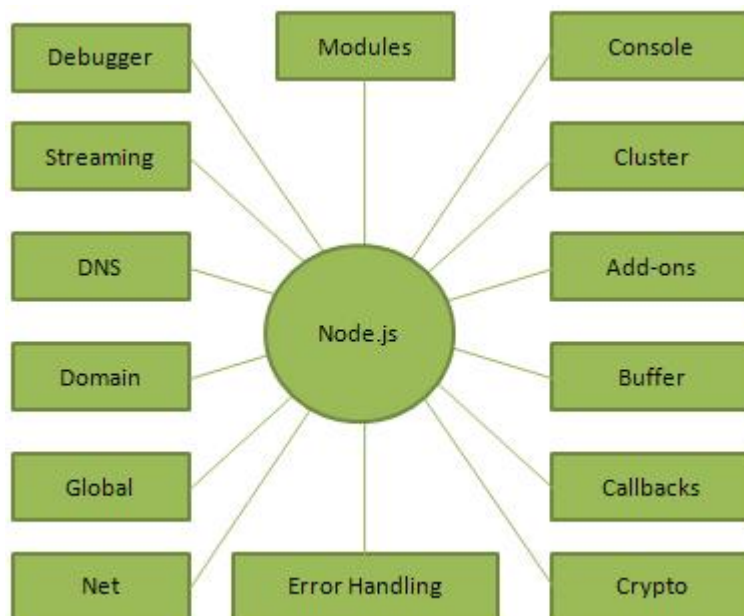 Debugger
Modules
Console
Streaming
Cluster
DNS
Add-ons
Node.js
Domain
Buffer
Global
Callbacks
Net
Error Handling
Crypto